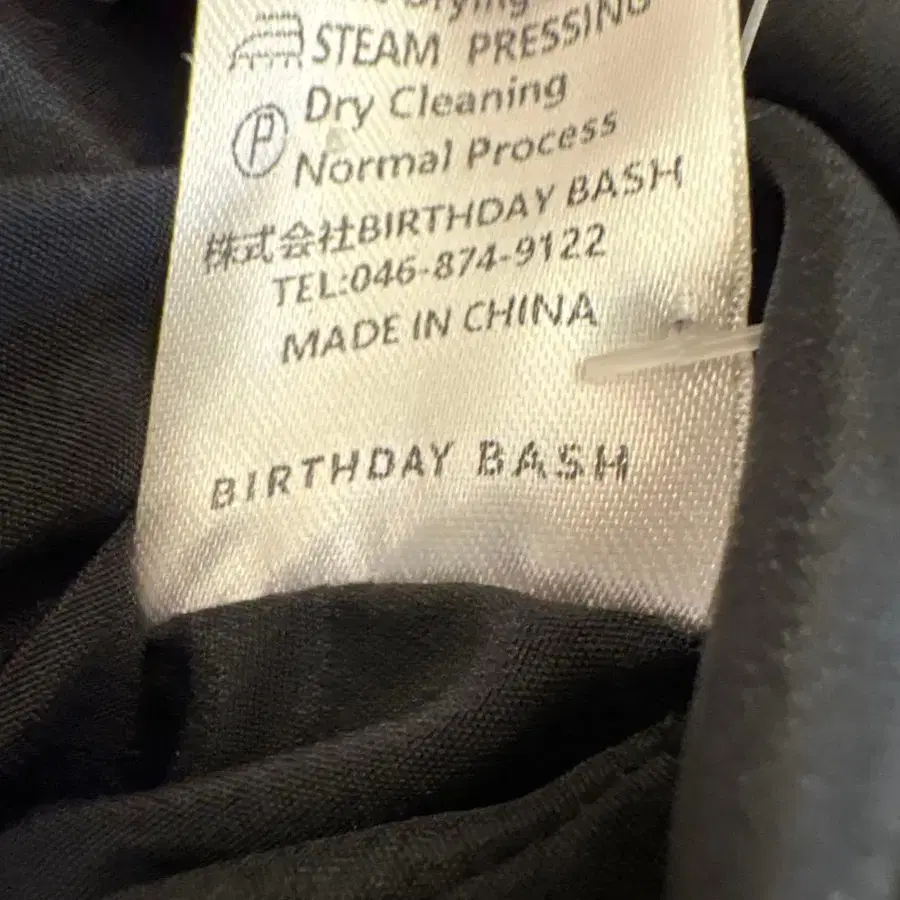 Drying
STEAM PRESSING
Dry Cleaning
P
Normal Process
株式会社BIRTHDAY BASH
TEL:046-874-9122
MADE IN CHINA
BIRTHDAY BASH